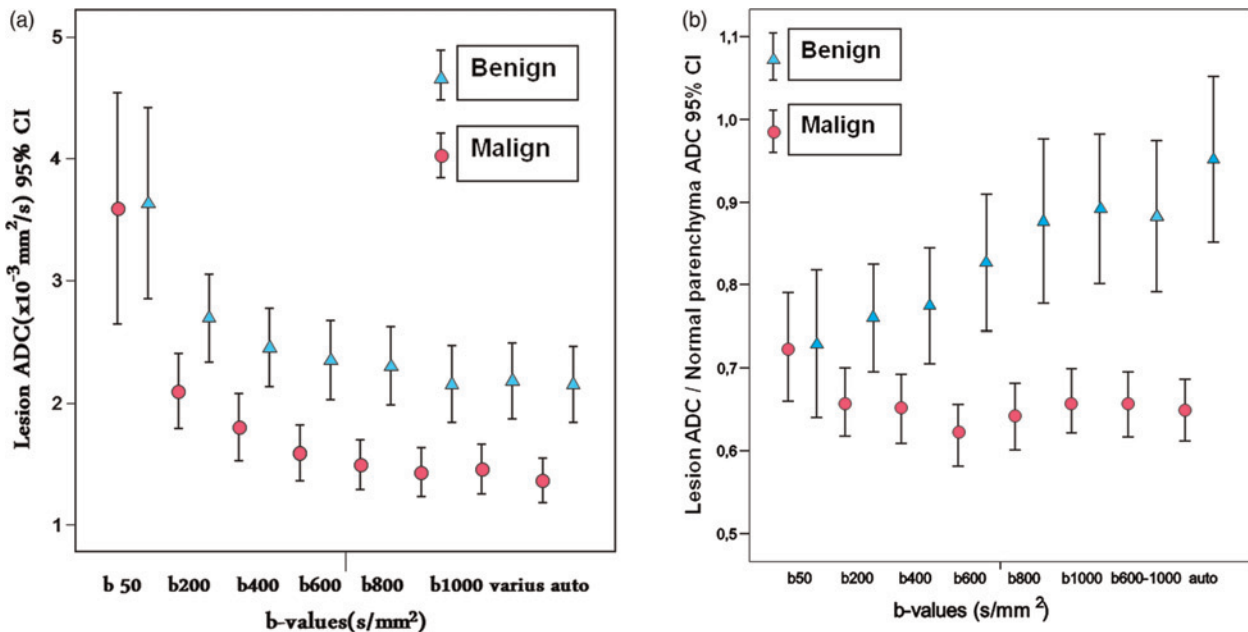 (a)
5
4
3
2
1
Lesion ADC(x10⁻³mm²/s) 95% CI
Benign
Malign
b 50 b200 b400 b600 b800 b1000 varius auto
b-values(s/mm²)
(b)
1,1
1,0
0,9
0,8
0,7
0,6
0,5
Lesion ADC / Normal parenchyma ADC 95% CI
Benign
Malign
b50 b200 b400 b600 b800 b1000 b600-1000 auto
b-values (s/mm ²)